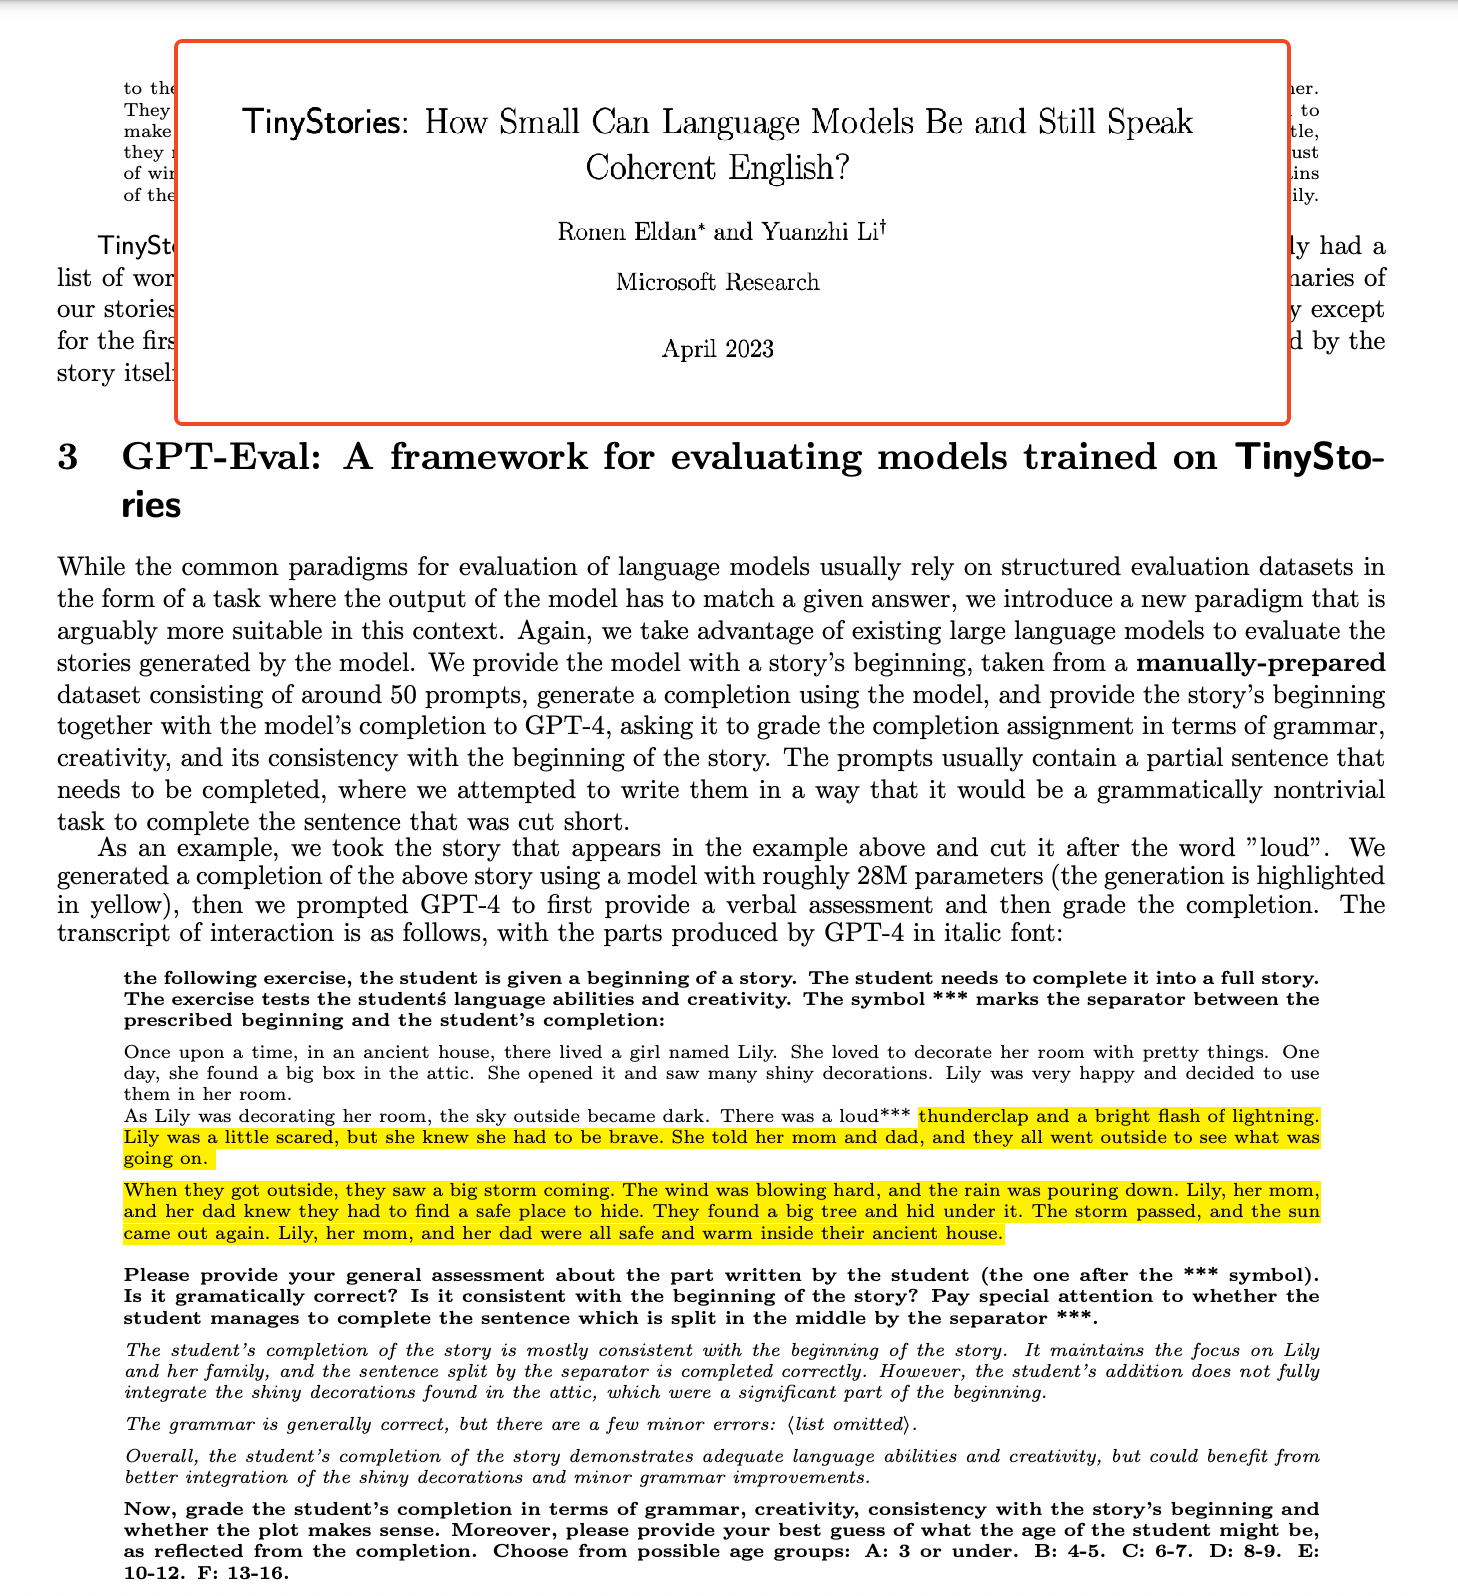 to the
They
make
they
of win
of the
her.
to
tle,
ust
ins
ily.
TinyStories: How Small Can Language Models Be and Still Speak
Coherent English?
Ronen Eldan* and Yuanzhi Li†
Microsoft Research
April 2023
TinySto
list of wor
our stories
for the firs
story itsel
ly had a
naries of
y except
d by the
3 GPT-Eval: A framework for evaluating models trained on TinySto-
ries
While the common paradigms for evaluation of language models usually rely on structured evaluation datasets in
the form of a task where the output of the model has to match a given answer, we introduce a new paradigm that is
arguably more suitable in this context. Again, we take advantage of existing large language models to evaluate the
stories generated by the model. We provide the model with a story's beginning, taken from a manually-prepared
dataset consisting of around 50 prompts, generate a completion using the model, and provide the story's beginning
together with the model's completion to GPT-4, asking it to grade the completion assignment in terms of grammar,
creativity, and its consistency with the beginning of the story. The prompts usually contain a partial sentence that
needs to be completed, where we attempted to write them in a way that it would be a grammatically nontrivial
task to complete the sentence that was cut short.
As an example, we took the story that appears in the example above and cut it after the word ”loud”. We
generated a completion of the above story using a model with roughly 28M parameters (the generation is highlighted
in yellow), then we prompted GPT-4 to first provide a verbal assessment and then grade the completion. The
transcript of interaction is as follows, with the parts produced by GPT-4 in italic font:
the following exercise, the student is given a beginning of a story. The student needs to complete it into a full story.
The exercise tests the studentś language abilities and creativity. The symbol *** marks the separator between the
prescribed beginning and the student's completion:
Once upon a time, in an ancient house, there lived a girl named Lily. She loved to decorate her room with pretty things. One
day, she found a big box in the attic. She opened it and saw many shiny decorations. Lily was very happy and decided to use
them in her room.
As Lily was decorating her room, the sky outside became dark. There was a loud*** thunderclap and a bright flash of lightning.
Lily was a little scared, but she knew she had to be brave. She told her mom and dad, and they all went outside to see what was
going on.
When they got outside, they saw a big storm coming. The wind was blowing hard, and the rain was pouring down. Lily, her mom,
and her dad knew they had to find a safe place to hide. They found a big tree and hid under it. The storm passed, and the sun
came out again. Lily, her mom, and her dad were all safe and warm inside their ancient house.
Please provide your general assessment about the part written by the student (the one after the *** symbol).
Is it gramatically correct? Is it consistent with the beginning of the story? Pay special attention to whether the
student manages to complete the sentence which is split in the middle by the separator ***.
The student's completion of the story is mostly consistent with the beginning of the story. It maintains the focus on Lily
and her family, and the sentence split by the separator is completed correctly. However, the student's addition does not fully
integrate the shiny decorations found in the attic, which were a significant part of the beginning.
The grammar is generally correct, but there are a few minor errors: ⟨list omitted⟩.
Overall, the student's completion of the story demonstrates adequate language abilities and creativity, but could benefit from
better integration of the shiny decorations and minor grammar improvements.
Now, grade the student's completion in terms of grammar, creativity, consistency with the story's beginning and
whether the plot makes sense. Moreover, please provide your best guess of what the age of the student might be,
as reflected from the completion. Choose from possible age groups: A: 3 or under. B: 4-5. C: 6-7. D: 8-9. E:
10-12. F: 13-16.